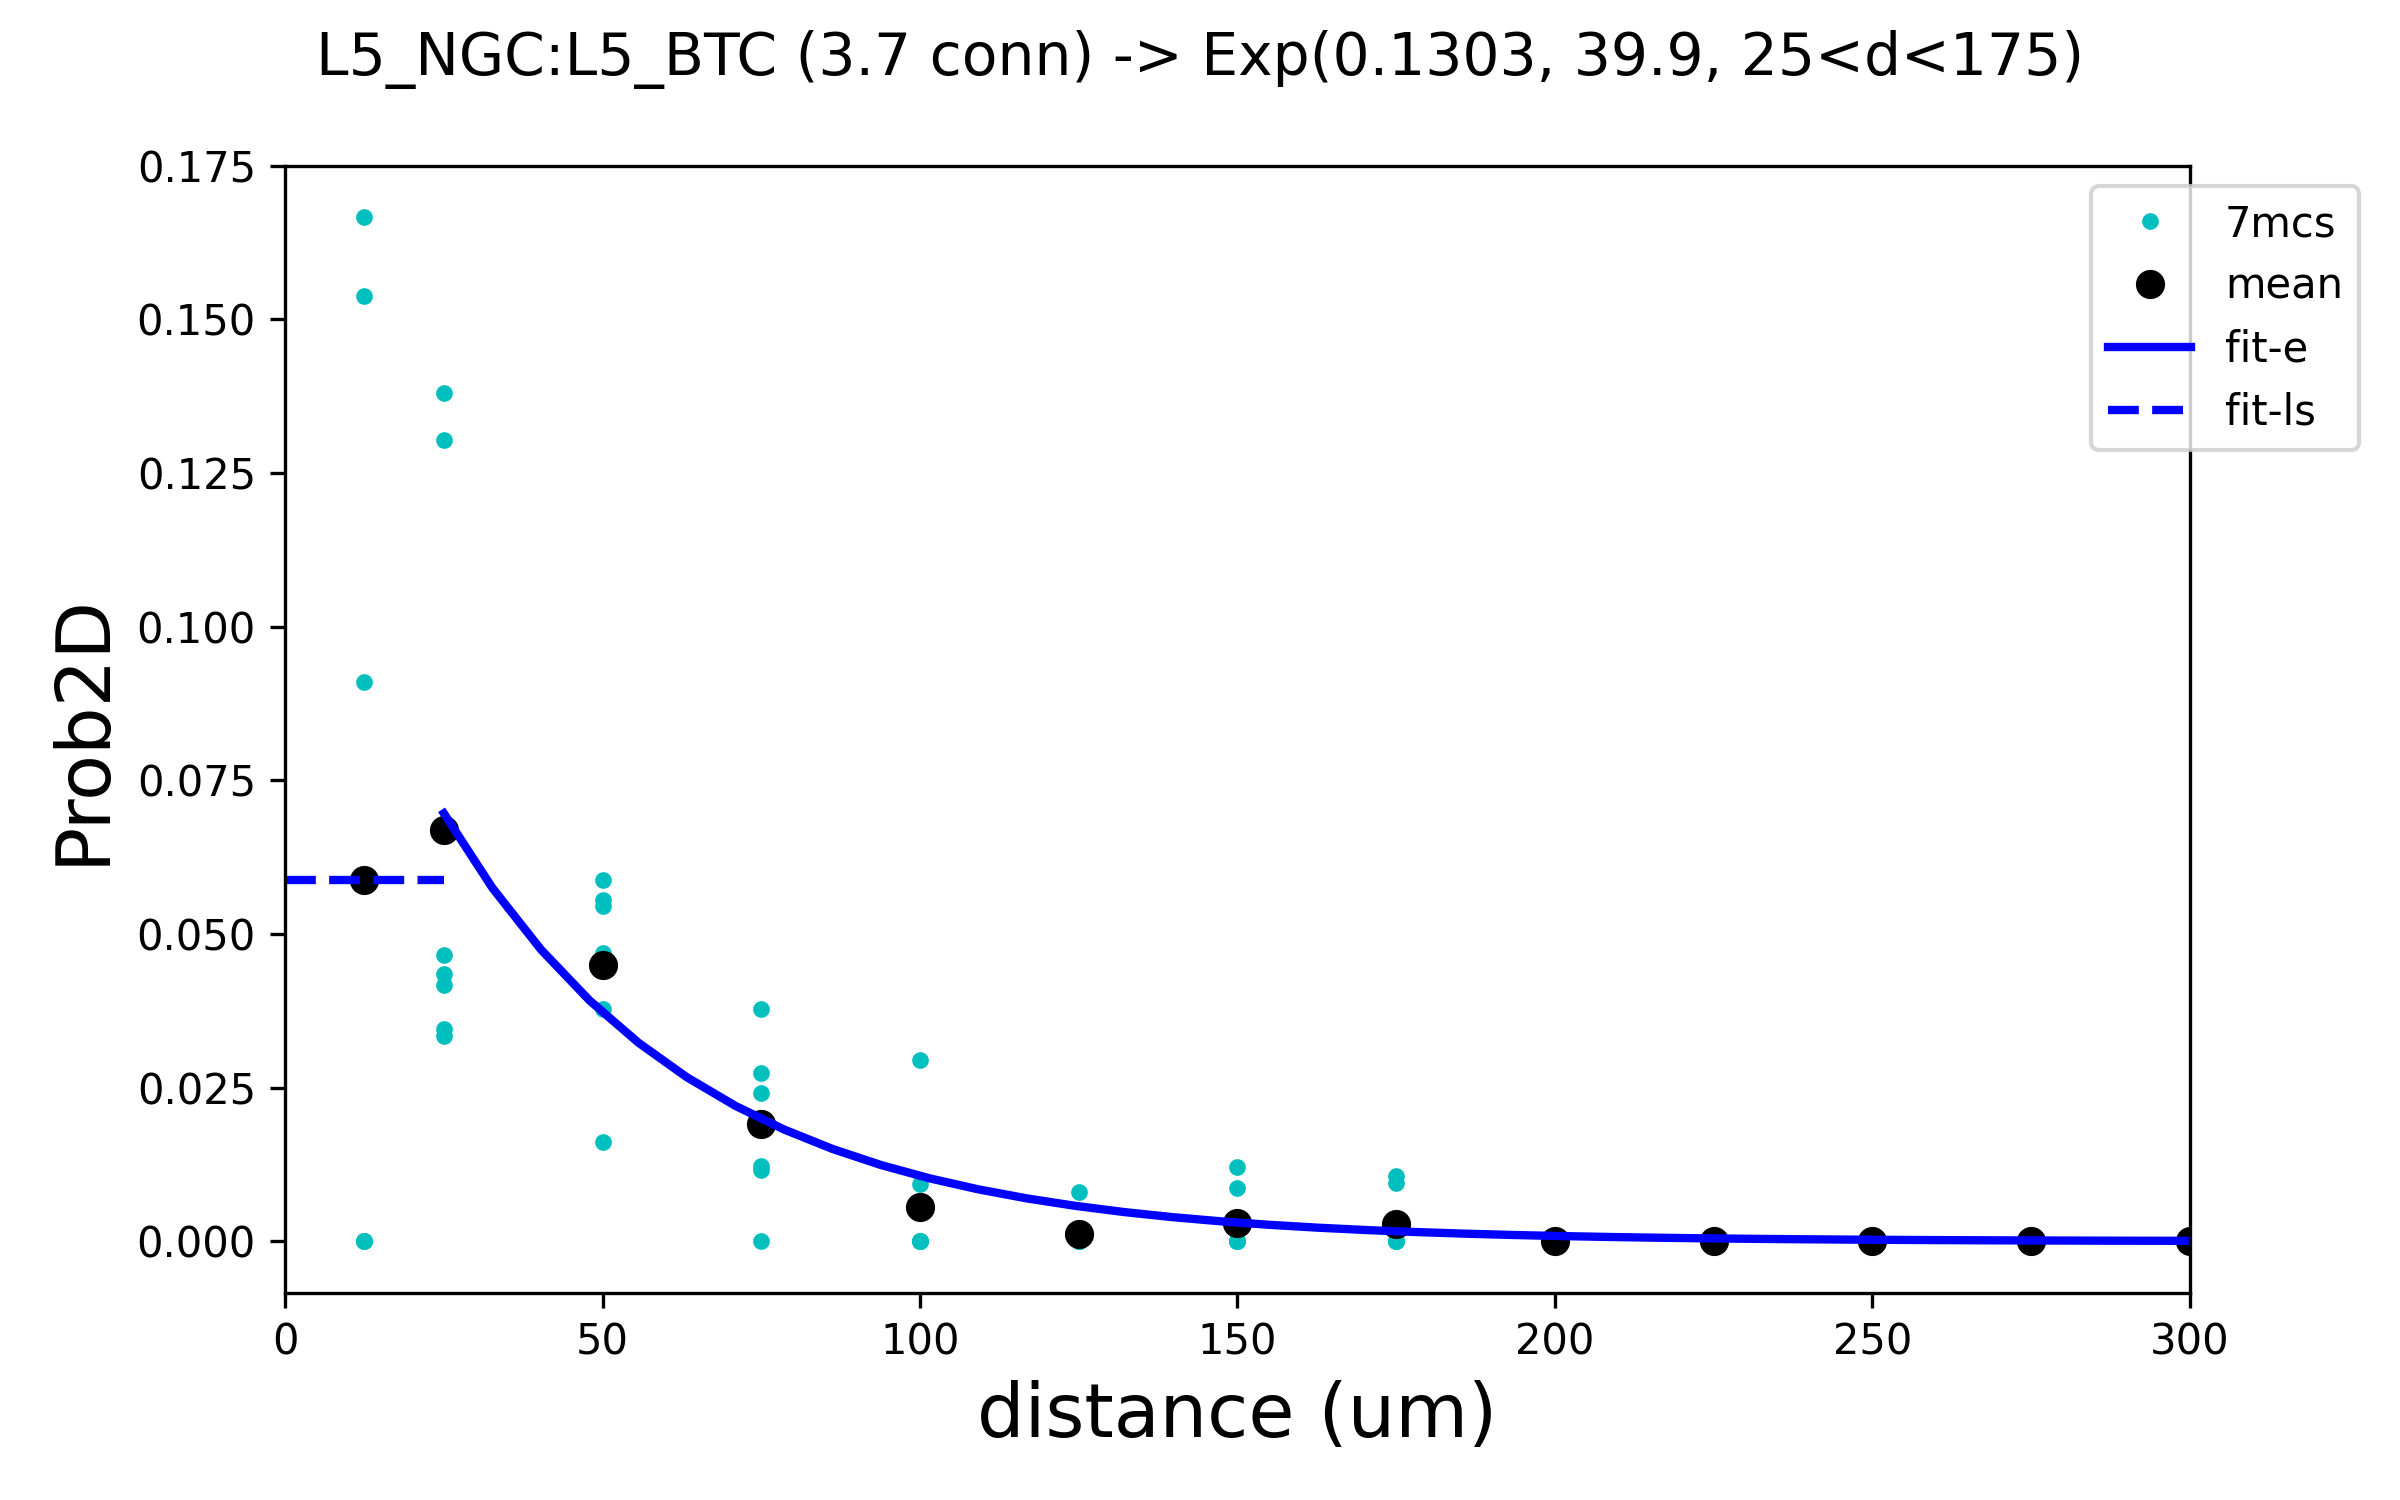 L5_NGC:L5_BTC (3.7 conn) -> Exp(0.1303, 39.9, 25<d<175)
0.175
0.150
0.125
0.100
0.075
0.050
0.025
0.000
Prob2D
7mcs
mean
fit-e
fit-ls
0 50 100 150 200 250 300
distance (um)